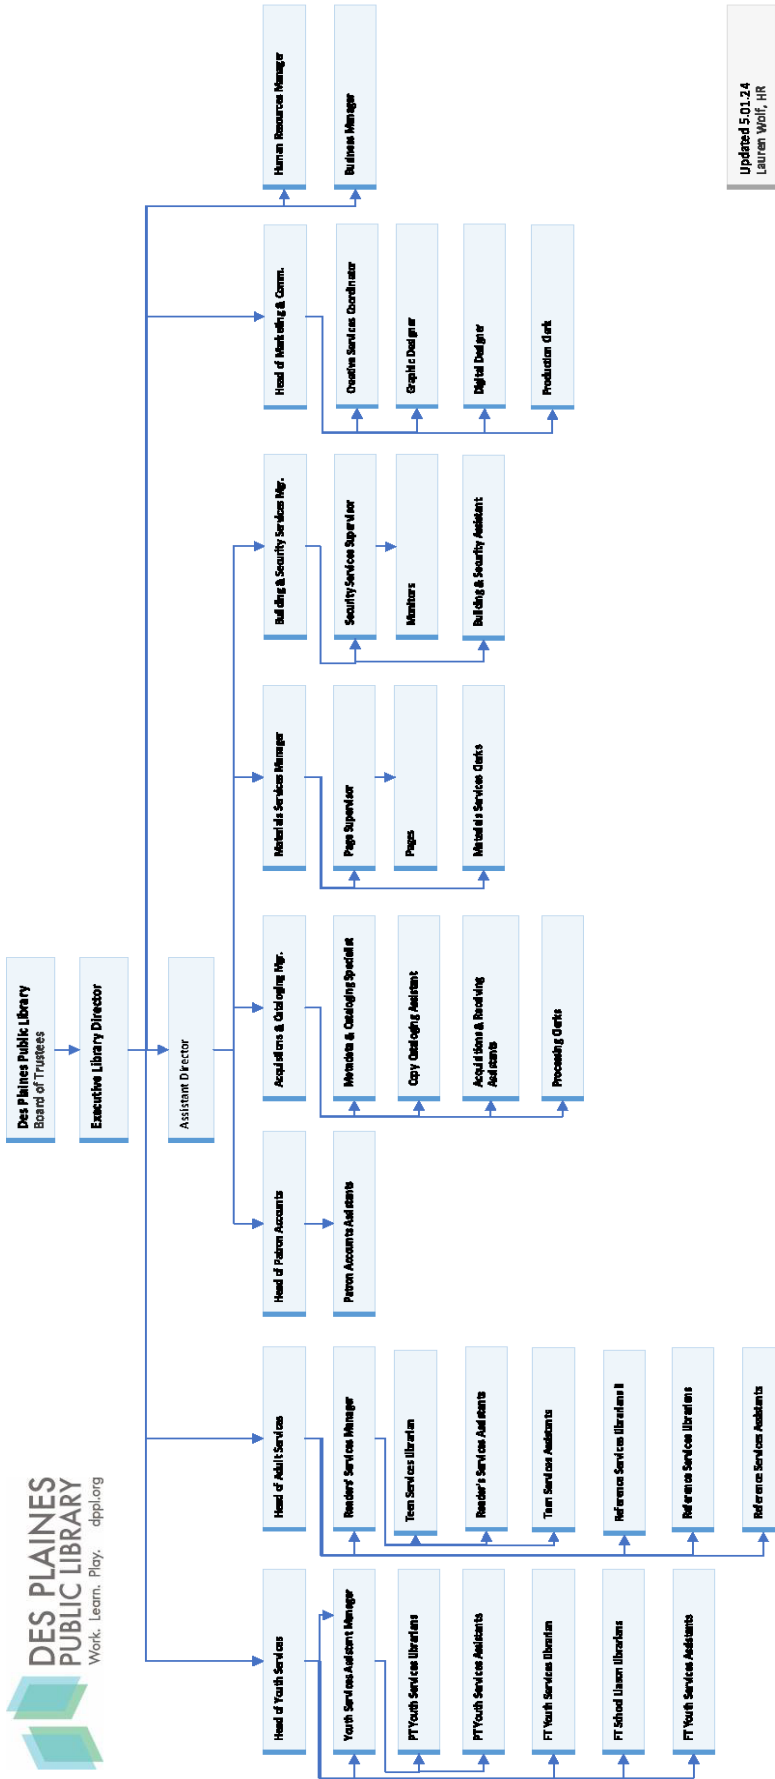 DES PLAINES
PUBLIC LIBRARY
Work. Learn. Play. dppl.org
Des Plaines Public Library
Board of Trustees
Executive Library Director
Assistant Director
Head of Youth Services
Youth Services Assistant Manager
PT Youth Services Librarians
PT Youth Services Assistants
FT Youth Services Librarian
FT School Liason Librarians
FT Youth Services Assistants
Head of Adult Services
Readers' Services Manager
Teen Services Librarian
Reader's Services Assistants
Teen Services Assistants
Reference Services Librarians II
Reference Services Librarians
Reference Services Assistants
Head of Patron Accounts
Patron Accounts Assistants
Acquisitions & Cataloging Mgr.
Metadata & Cataloging Specialist
Copy Cataloging Assistant
Acquisitions & Receiving
Assistants
Processing Clerks
Materials Services Manager
Page Supervisor
Pages
Materials Services Clerks
Building & Security Services Mgr.
Security Services Supervisor
Monitors
Building & Security Assistant
Head of Marketing & Comm.
Creative Services Coordinator
Graphic Designer
Digital Designer
Production Clerk
Human Resources Manager
Business Manager
Updated 5.01.24
Lauren Wolf, HR